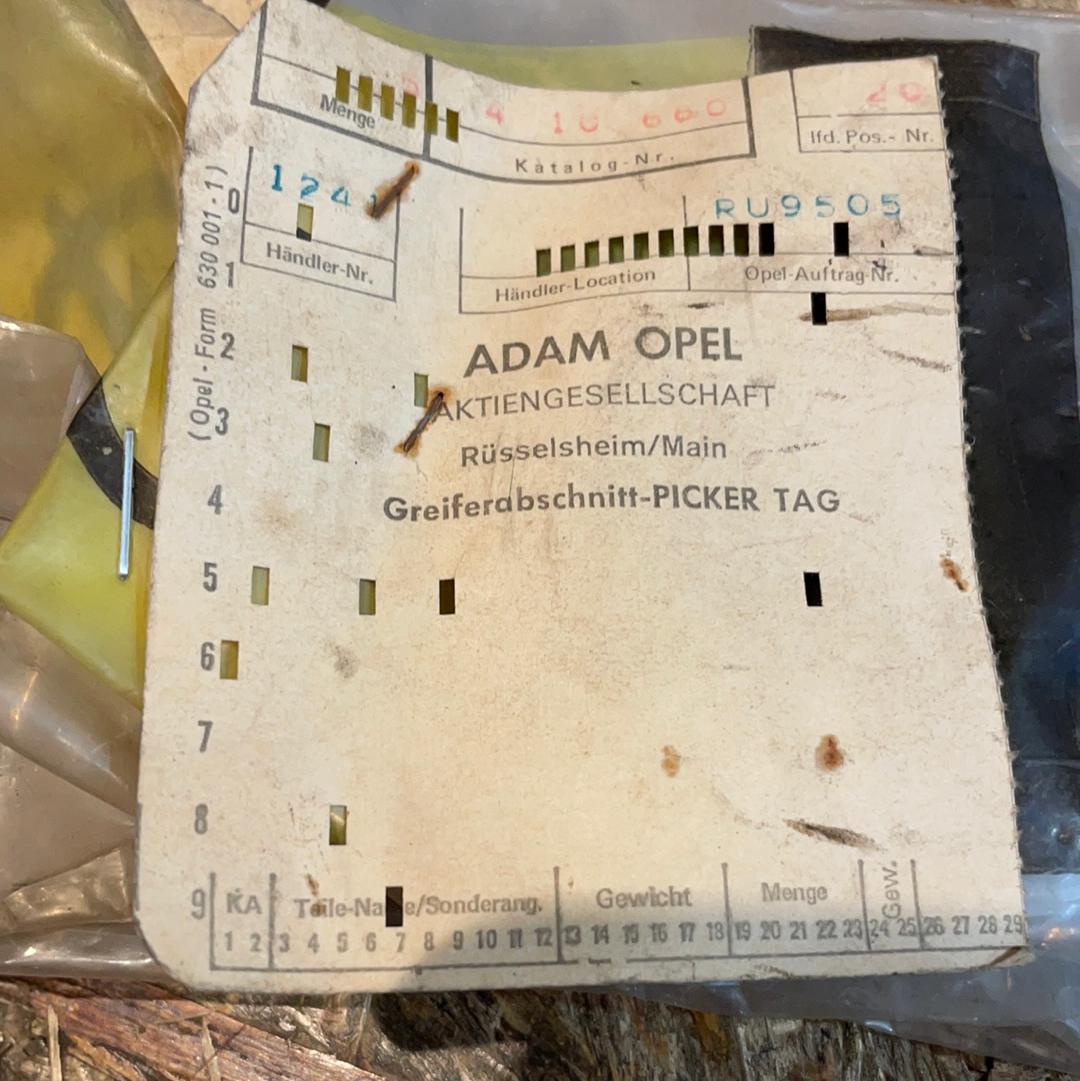 4 10 660
20
Menge
Katalog-Nr.
lfd. Pos.- Nr.
1241
RU9505
Händler-Nr.
Händler-Location
Opel-Auftrag-Nr.
(Opel - Form 630 001 - 1)
0
1
2
3
4
5
6
7
8
9
ADAM OPEL
AKTIENGESELLSCHAFT
Rüsselsheim/Main
Greiferabschnitt-PICKER TAG
KA
Teile-Na e/Sonderang.
Gewicht
Menge
Gew.
1 2 3 4 5 6 7 8 9 10 11 12 13 14 15 16 17 18 19 20 21 22 23 24 25 26 27 28 29